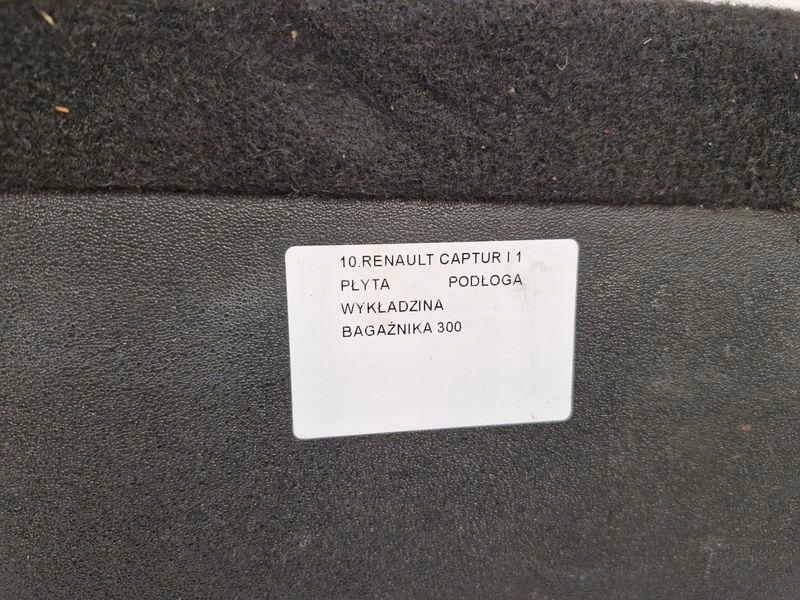 10.RENAULT CAPTUR I 1
PŁYTA PODŁOGA
WYKŁADZINA
BAGAŻNIKA 300